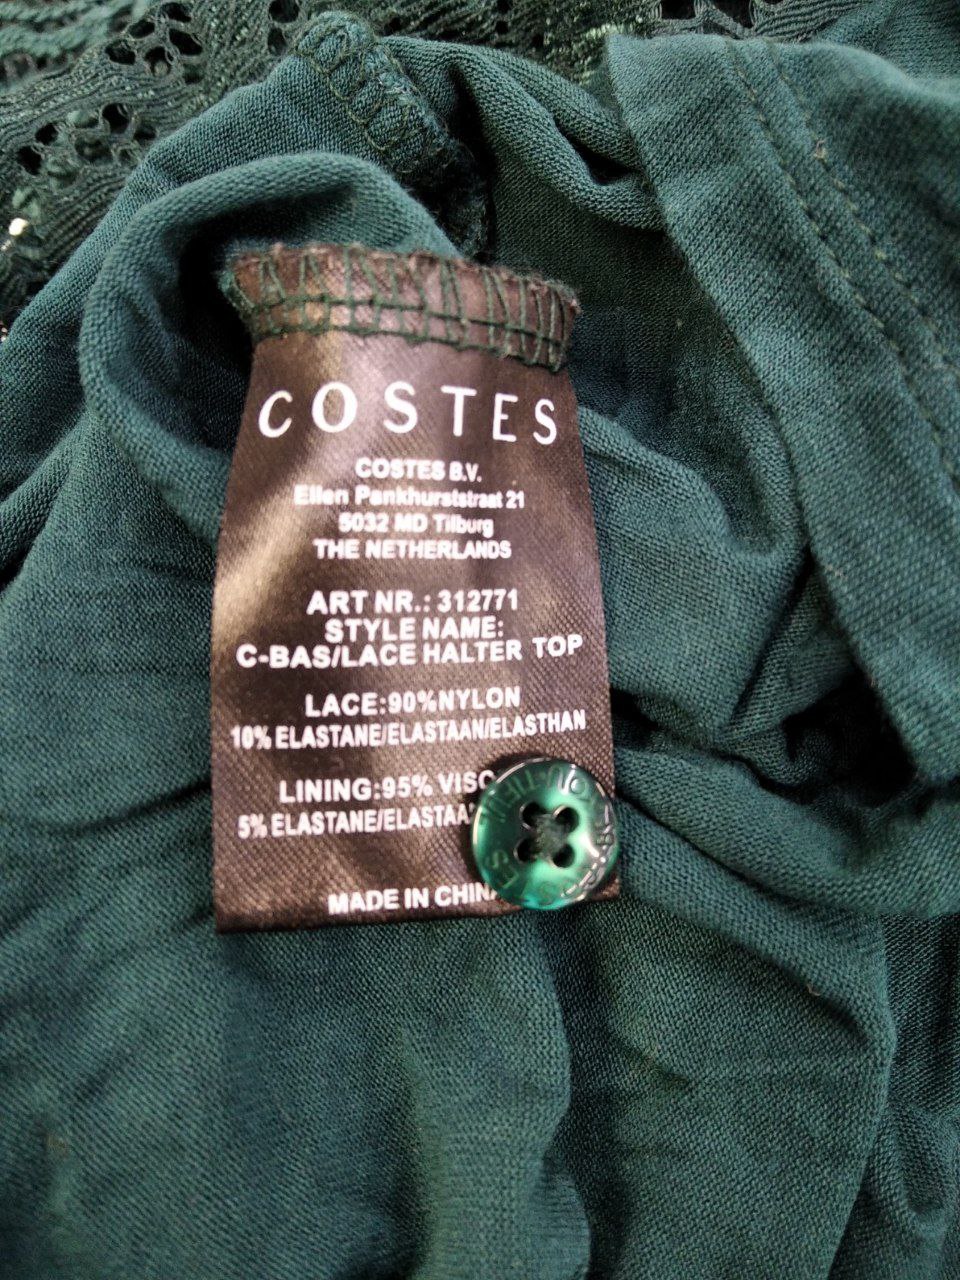 COSTES
COSTES B.V.
Ellen Pankhurststraat 21
5032 MD Tilburg
THE NETHERLANDS
ART NR.: 312771
STYLE NAME:
C-BAS/LACE HALTER TOP
LACE:90%NYLON
10% ELASTANE/ELASTAAN/ELASTHAN
LINING:95% VISC
5% ELASTANE/ELASTAA
MADE IN CHINA